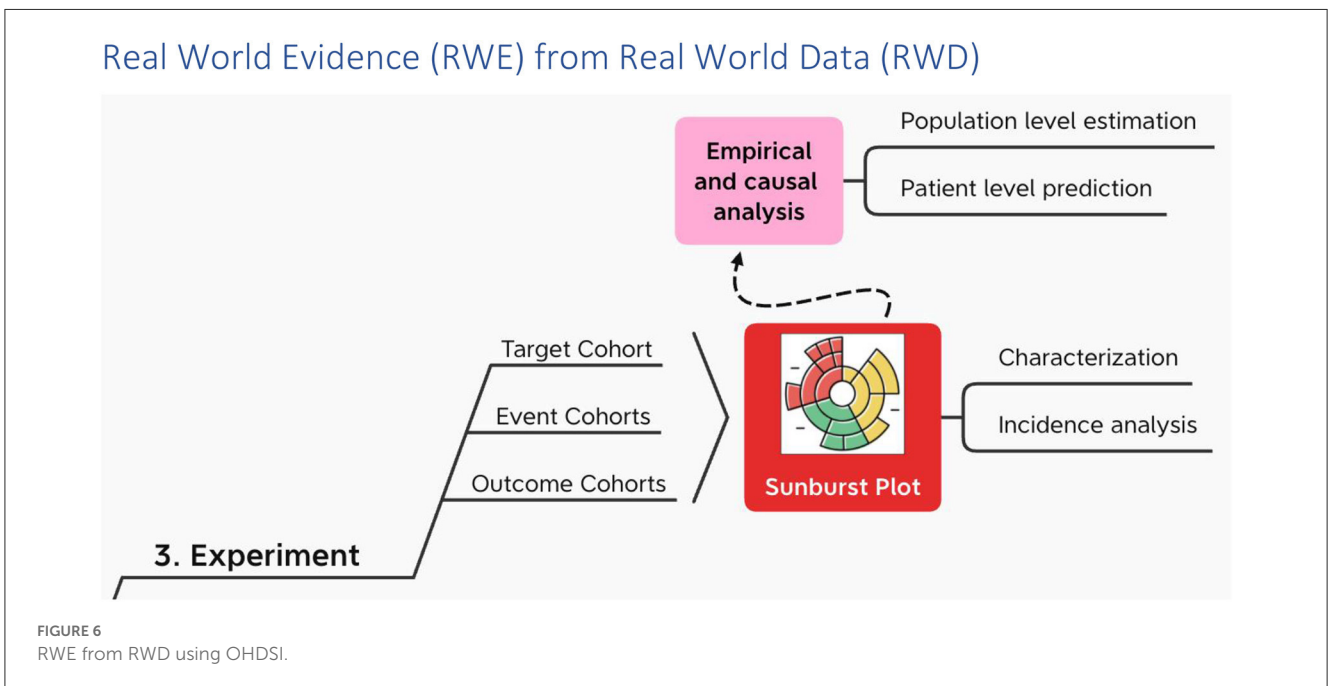 Real World Evidence (RWE) from Real World Data (RWD)
Empirical
and causal
analysis
Population level estimation
Patient level prediction
Target Cohort
Event Cohorts
Outcome Cohorts
Sunburst Plot
Characterization
Incidence analysis
3. Experiment
FIGURE 6
RWE from RWD using OHDSI.